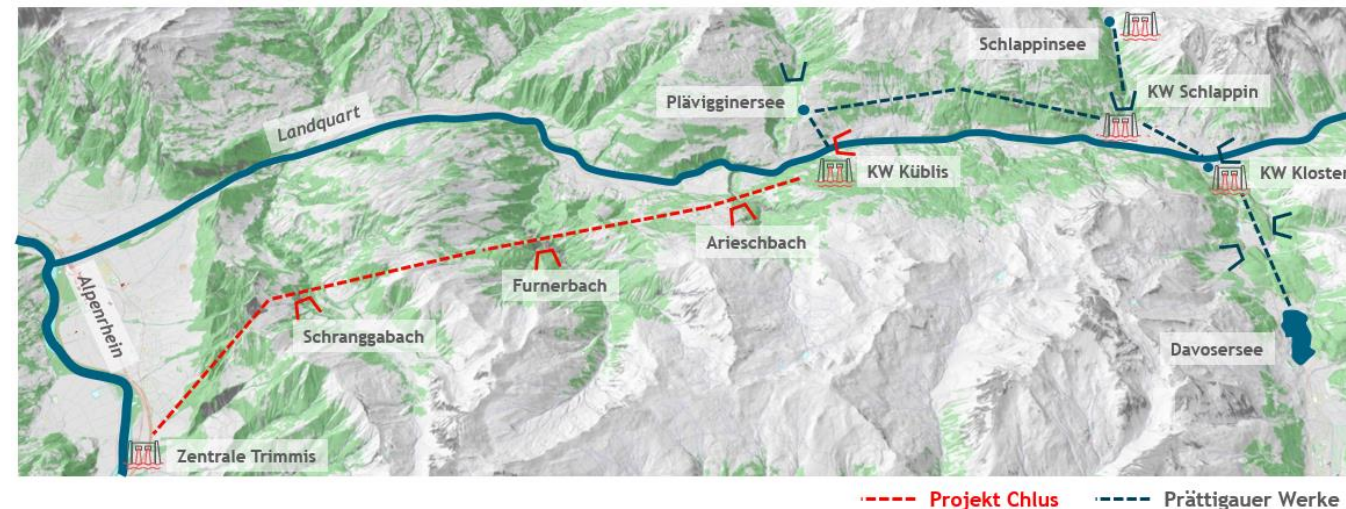 Schlappinsee
KW Schlappin
Plävigginersee
Landquart
KW Küblis
KW Kloster
Arieschbach
Furnerbach
Alpenrhein
Schranggabach
Davosersee
Zentrale Trimmis
Projekt Chlus
Prättigauer Werke